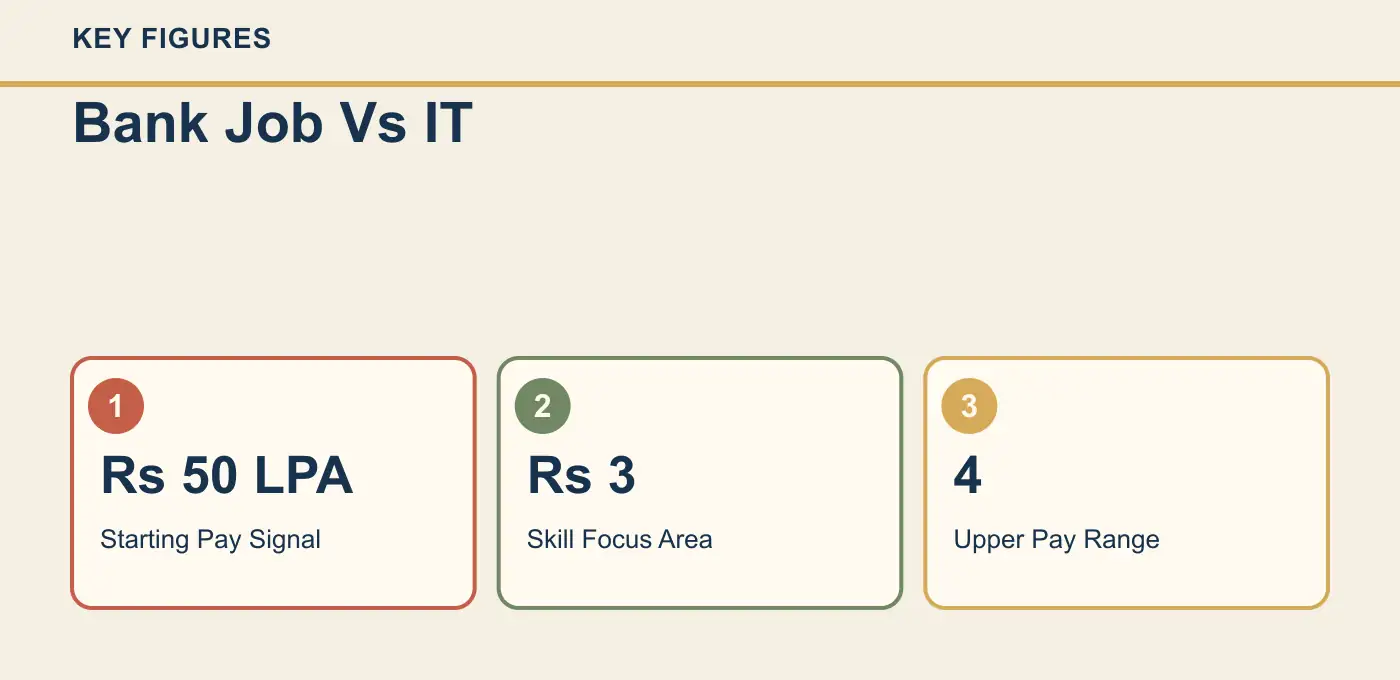 KEY FIGURES
Bank Job Vs IT
1
Rs 50 LPA
Starting Pay Signal
2
Rs 3
Skill Focus Area
3
4
Upper Pay Range